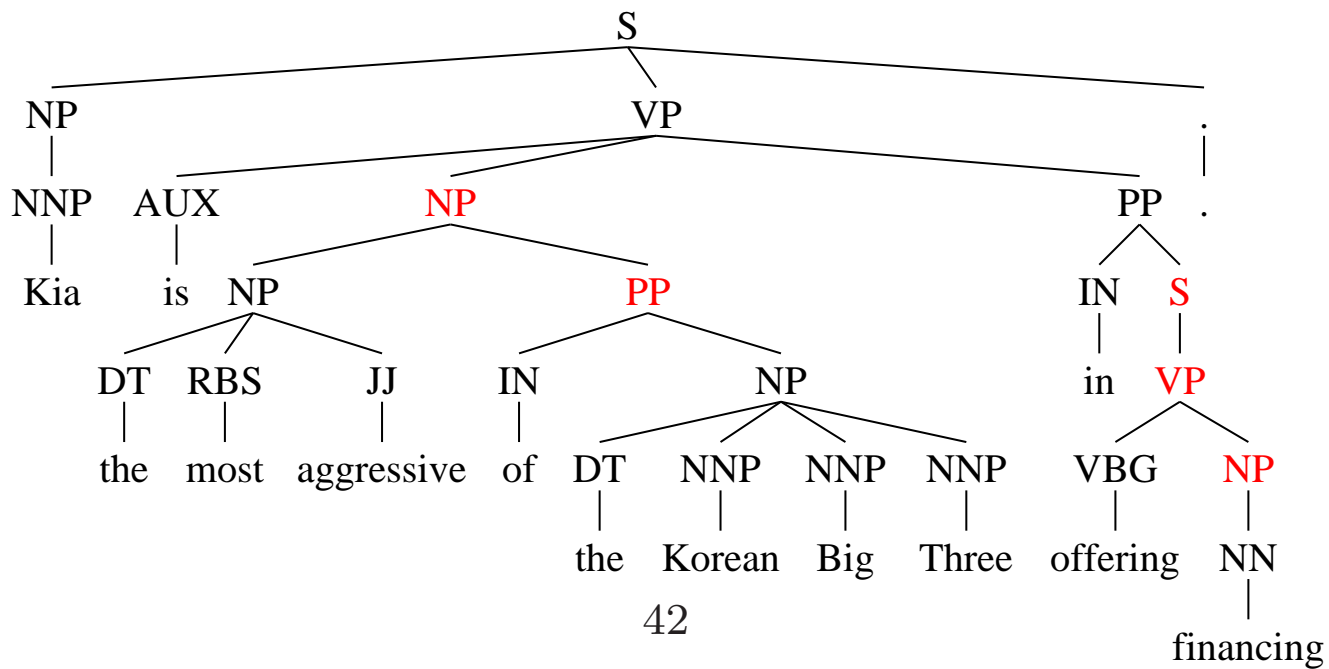 S
NP VP .
NNP AUX NP PP .
Kia is NP PP IN S
DT RBS JJ IN NP in VP
the most aggressive of DT NNP NNP NNP VBG NP
the Korean Big Three offering NN
42
financing